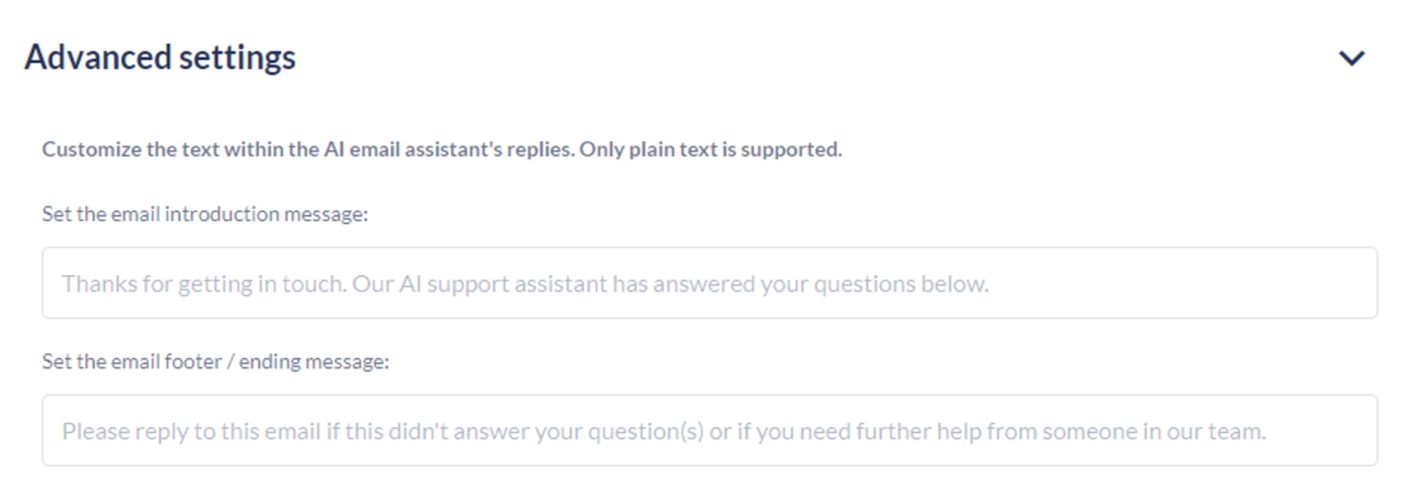 Advanced settings
Customize the text within the AI email assistant's replies. Only plain text is supported.
Set the email introduction message:
Thanks for getting in touch. Our AI support assistant has answered your questions below.
Set the email footer / ending message:
Please reply to this email if this didn't answer your question(s) or if you need further help from someone in our team.